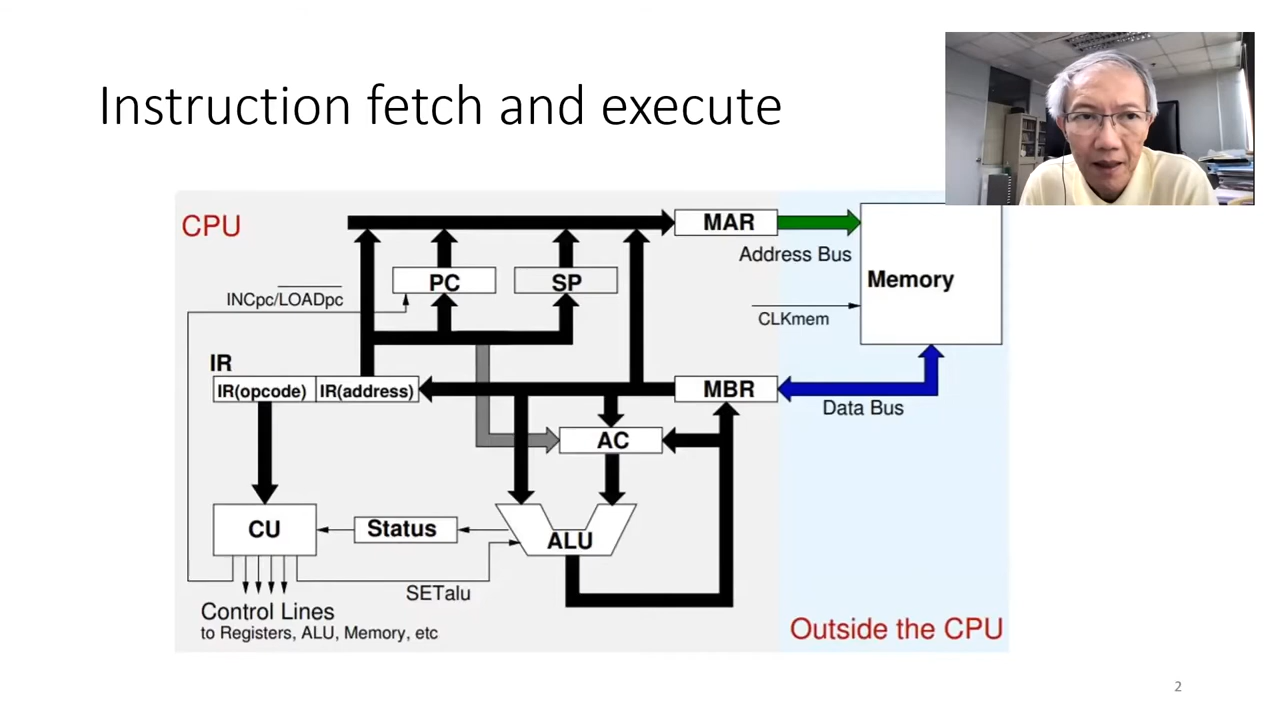 Instruction fetch and execute
CPU
MAR
Address Bus
Memory
PC
SP
INCpc/LOADpc
CLKmem
IR
IR(opcode)
IR(address)
MBR
Data Bus
AC
CU
Status
ALU
SETalu
Control Lines
to Registers, ALU, Memory, etc
Outside the CPU
2